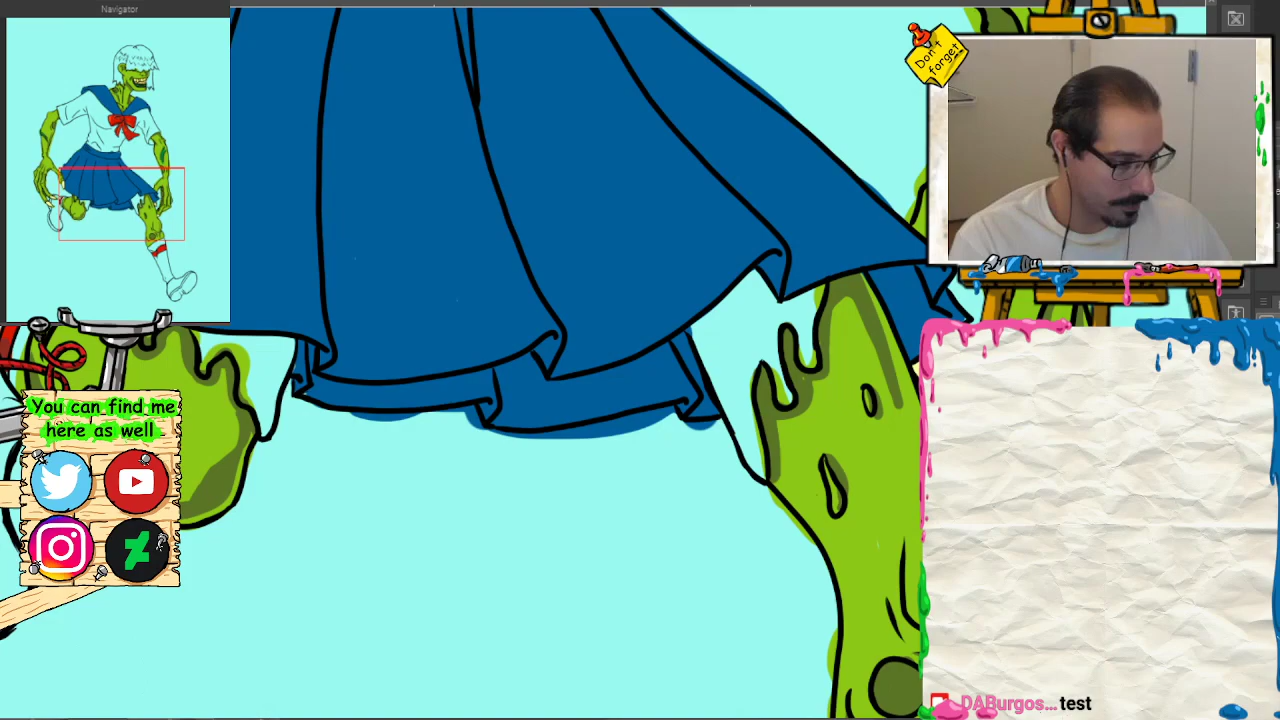 Navigator
Don't
forget
You can find me
here as well
DABurgos... test